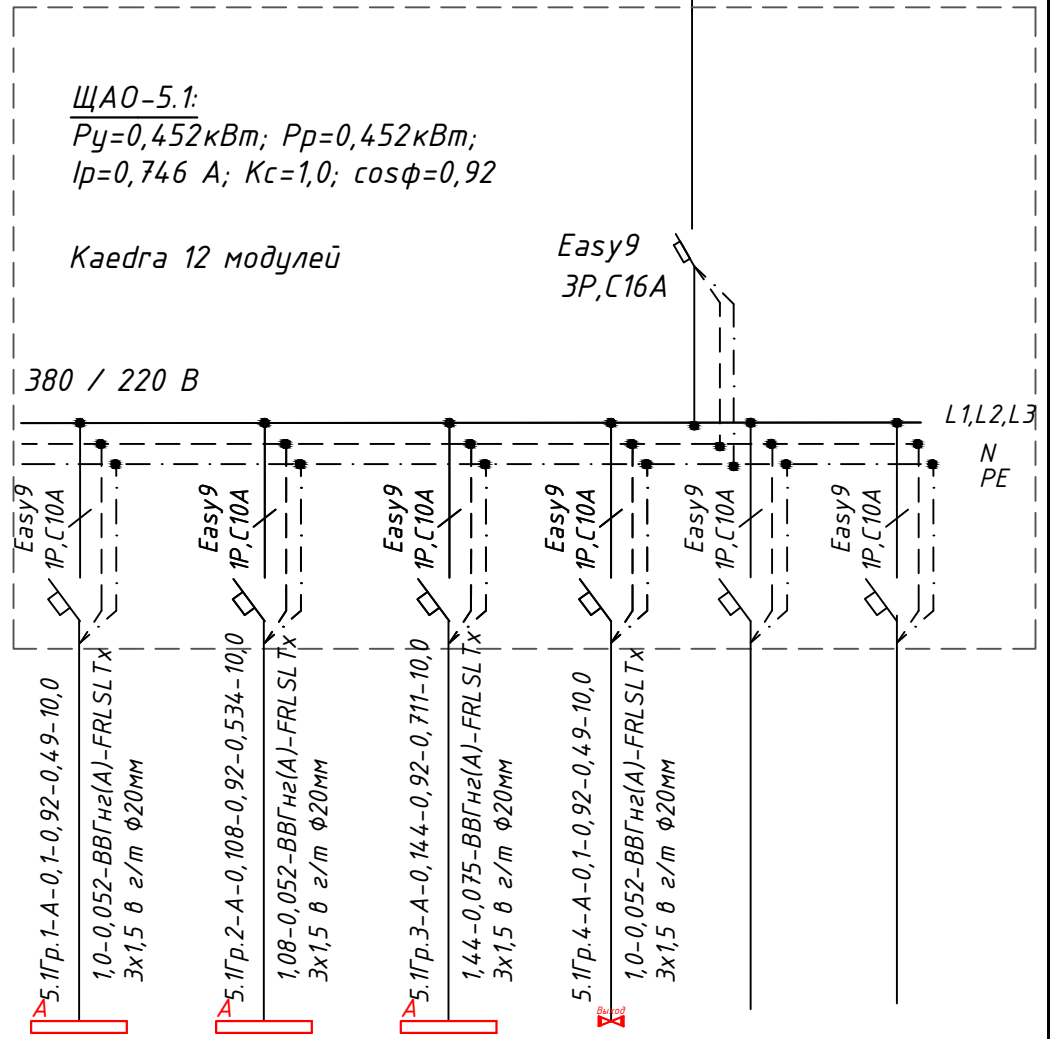 ЩАО-5.1:
Ру=0,452кВт; Рр=0,452кВт;
Iр=0,746 А; Кс=1,0; cosф=0,92
Kaedra 12 модулей
Easy9
3P,C16A
380 / 220 В
L1,L2,L3
N
PE
Easy9
1P,C10A
Easy9
1P,C10A
Easy9
1P,C10A
Easy9
1P,C10A
Easy9
1P,C10A
Easy9
1P,C10A
5.1Гр.1-А-0,1-0,92-0,49-10,0
1,0-0,052-ВВГнг(А)-FRLSLTx
3х1,5 в г/т ф20мм
5.1Гр.2-А-0,108-0,92-0,534-10,0
1,08-0,052-ВВГнг(А)-FRLSLTx
3х1,5 в г/т ф20мм
5.1Гр.3-А-0,144-0,92-0,711-10,0
1,44-0,075-ВВГнг(А)-FRLSLTx
3х1,5 в г/т ф20мм
5.1Гр.4-А-0,1-0,92-0,49-10,0
1,0-0,052-ВВГнг(А)-FRLSLTx
3х1,5 в г/т ф20мм
А
А
А
Выход